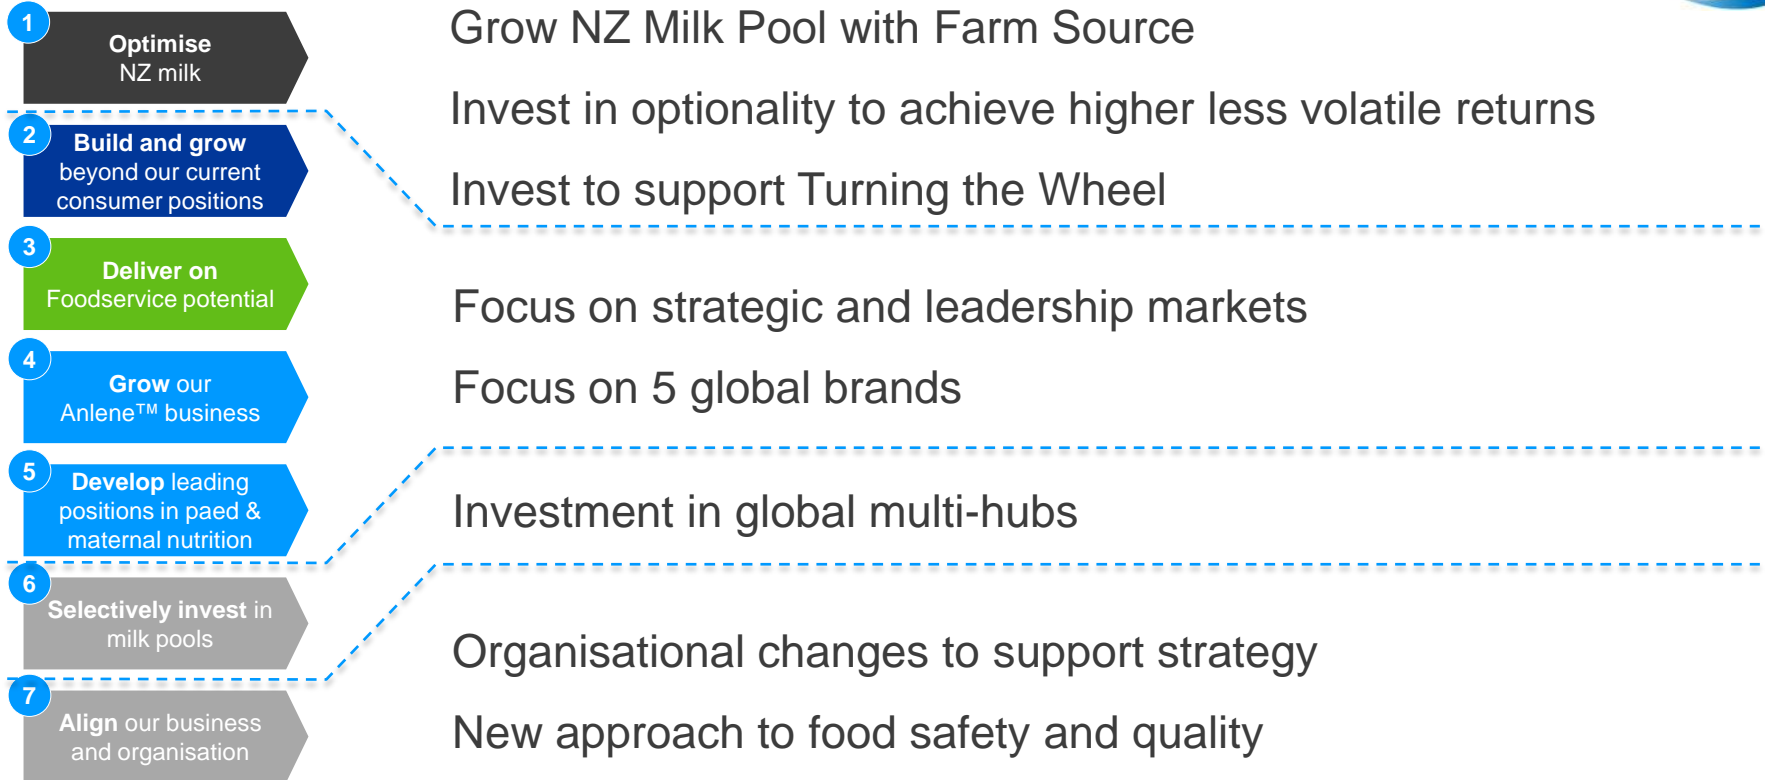 1
Optimise
NZ milk
2
Build and grow
beyond our current
consumer positions
3
Deliver on
Foodservice potential
4
Grow our
Anlene™ business
5
Develop leading
positions in paed &
maternal nutrition
6
Selectively invest in
milk pools
7
Align our business
and organisation
Grow NZ Milk Pool with Farm Source
Invest in optionality to achieve higher less volatile returns
Invest to support Turning the Wheel
Focus on strategic and leadership markets
Focus on 5 global brands
Investment in global multi-hubs
Organisational changes to support strategy
New approach to food safety and quality